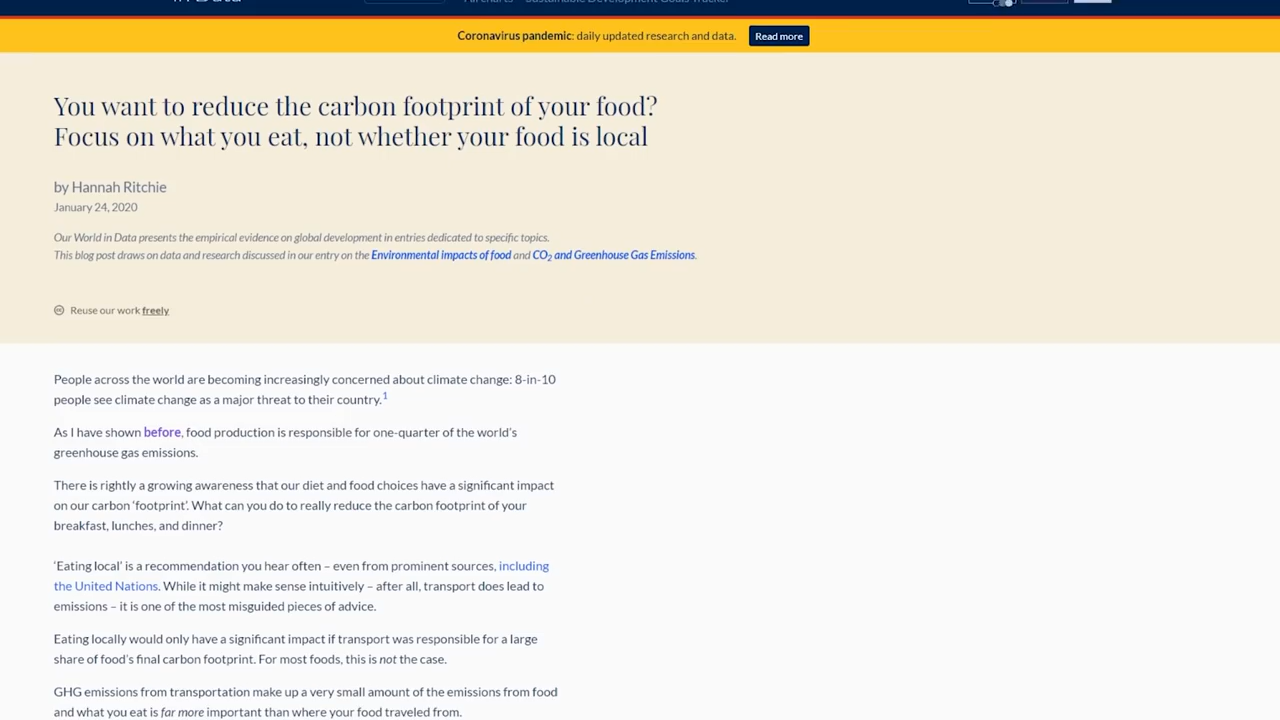 All charts Sustainable Development Goals Tracker
Coronavirus pandemic: daily updated research and data. Read more
You want to reduce the carbon footprint of your food?
Focus on what you eat, not whether your food is local
by Hannah Ritchie
January 24, 2020
Our World in Data presents the empirical evidence on global development in entries dedicated to specific topics.
This blog post draws on data and research discussed in our entry on the Environmental impacts of food and CO₂ and Greenhouse Gas Emissions.
Reuse our work freely
People across the world are becoming increasingly concerned about climate change: 8-in-10
people see climate change as a major threat to their country.¹
As I have shown before, food production is responsible for one-quarter of the world's
greenhouse gas emissions.
There is rightly a growing awareness that our diet and food choices have a significant impact
on our carbon ‘footprint’. What can you do to really reduce the carbon footprint of your
breakfast, lunches, and dinner?
‘Eating local’ is a recommendation you hear often – even from prominent sources, including
the United Nations. While it might make sense intuitively – after all, transport does lead to
emissions – it is one of the most misguided pieces of advice.
Eating locally would only have a significant impact if transport was responsible for a large
share of food’s final carbon footprint. For most foods, this is not the case.
GHG emissions from transportation make up a very small amount of the emissions from food
and what you eat is far more important than where your food traveled from.